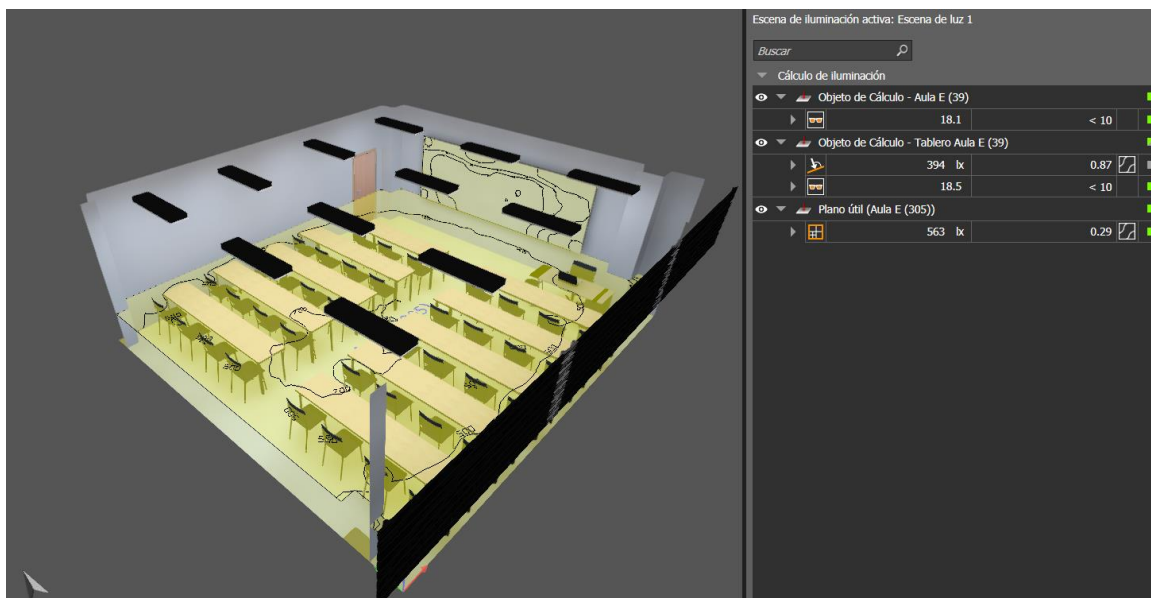 Escena de iluminación activa: Escena de luz 1
Buscar
Cálculo de iluminación
Objeto de Cálculo - Aula E (39)
18.1 < 10
Objeto de Cálculo - Tablero Aula E (39)
394 lx 0.87
18.5 < 10
Plano útil (Aula E (305))
563 lx 0.29